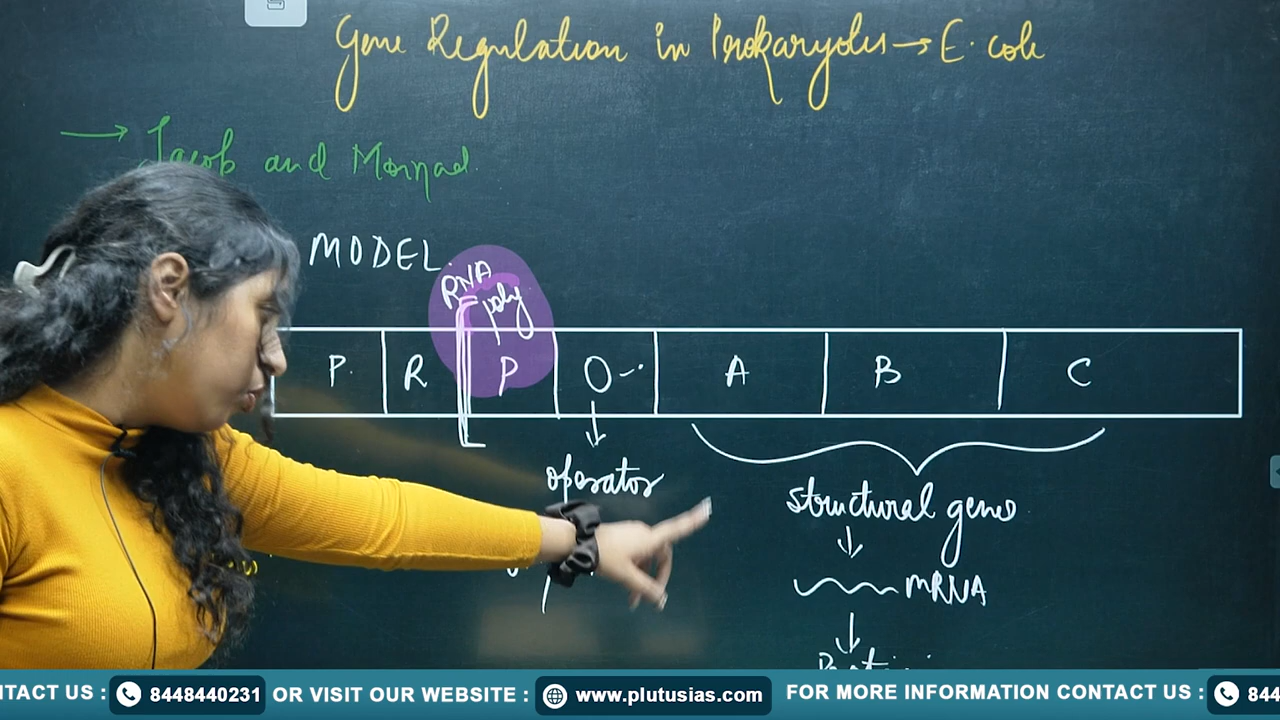 Gene Regulation in Prokaryotes → E. coli
→ Jacob and Monad.
MODEL
RNA
poly
P. R P O A B C
operator
structural genes
mRNA
NTACT US : 8448440231 OR VISIT OUR WEBSITE : www.plutusias.com FOR MORE INFORMATION CONTACT US : 844